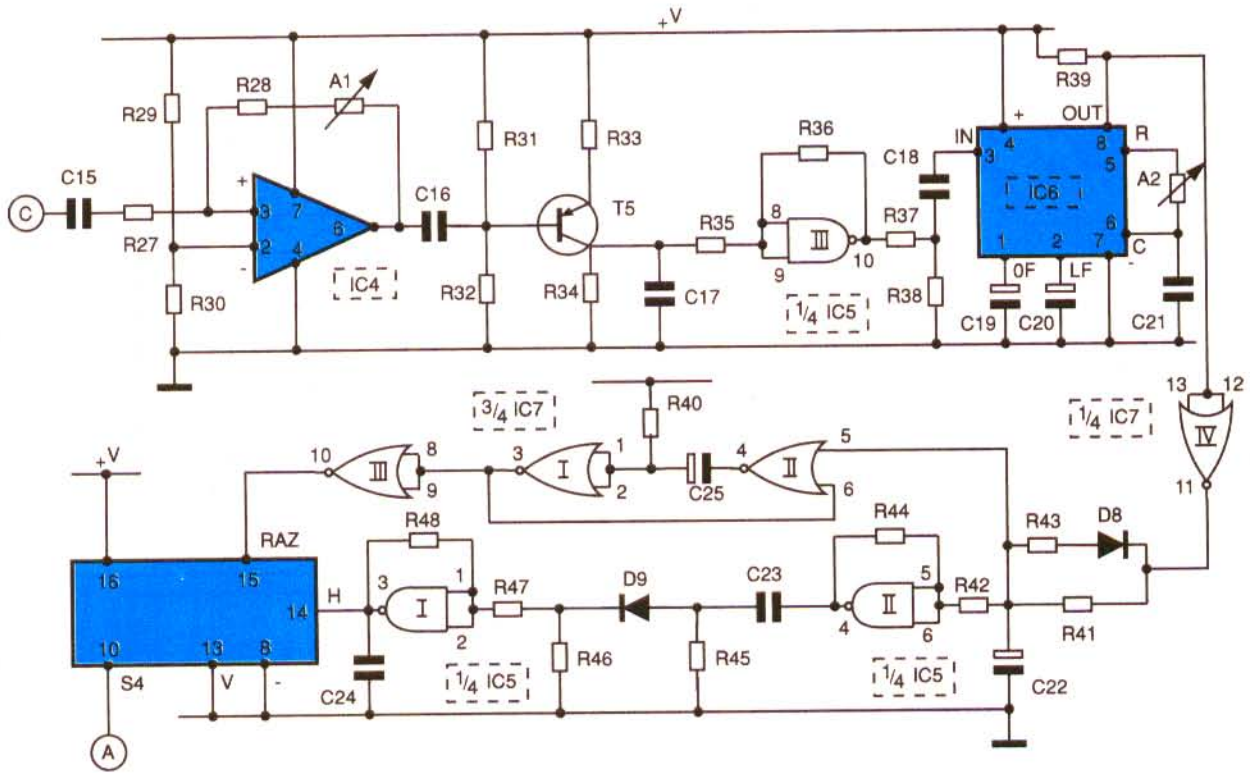 +V
R29
R28
A1
R31
R33
R36
R39
C18
IN
+
OUT
R
4
8
3
5
IC6
A2
C15
C
R27
+
3
7
6
2
4
-
IC4
C16
T5
R35
8
III
9
10
R37
6
1
2
7
C
-
0F
LF
R30
R32
R34
C17
1/4 IC5
R38
C19
C20
C21
3/4 IC7
R40
1/4 IC7
13
12
IV
11
+V
10
III
8
9
3
I
1
2
C25
4
II
5
6
R48
R44
R43
D8
RAZ
16
15
H
14
3
I
1
2
R47
D9
C23
II
5
4
6
R42
R41
10
13
8
S4
V
-
C24
1/4 IC5
R46
R45
1/4 IC5
C22
A